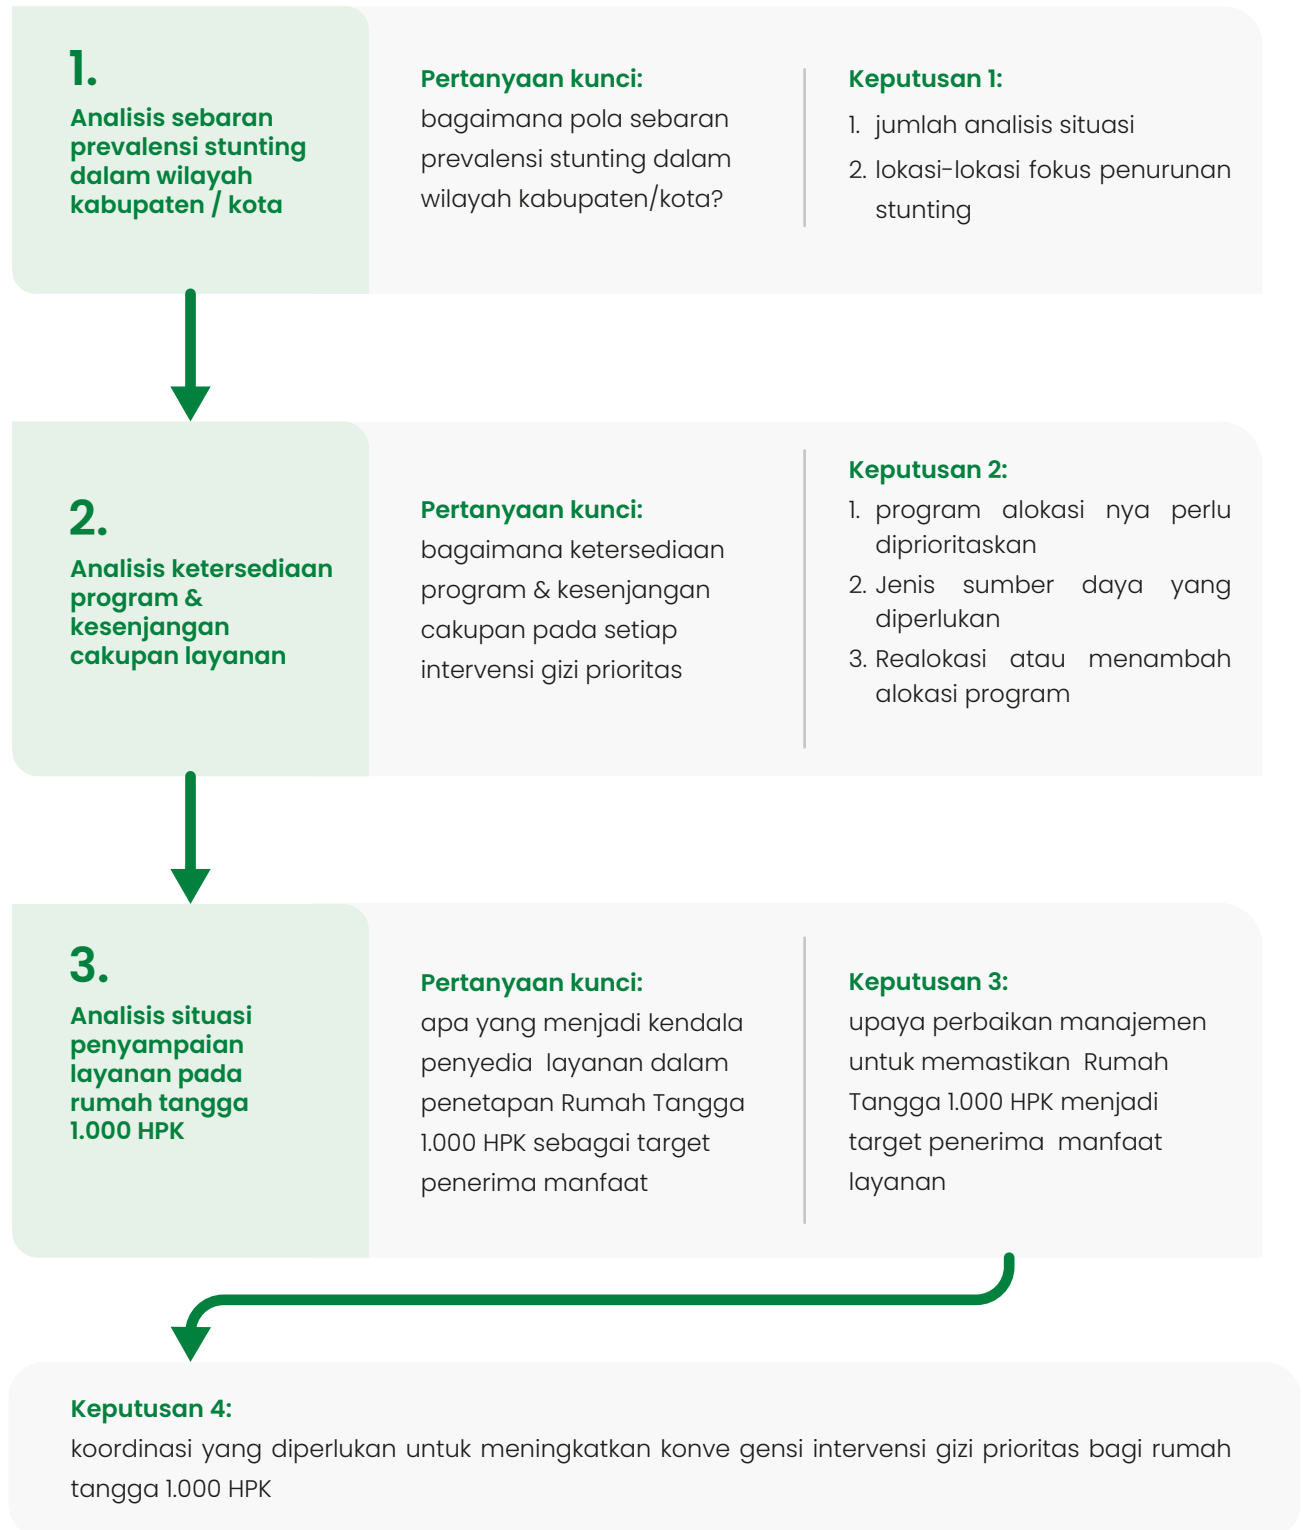 1.
Analisis sebaran
prevalensi stunting
dalam wilayah
kabupaten / kota
Pertanyaan kunci:
bagaimana pola sebaran
prevalensi stunting dalam
wilayah kabupaten/kota?
Keputusan 1:
1. jumlah analisis situasi
2. lokasi-lokasi fokus penurunan
stunting
2.
Analisis ketersediaan
program &
kesenjangan
cakupan layanan
Pertanyaan kunci:
bagaimana ketersediaan
program & kesenjangan
cakupan pada setiap
intervensi gizi prioritas
Keputusan 2:
1. program alokasi nya perlu
diprioritaskan
2. Jenis sumber daya yang
diperlukan
3. Realokasi atau menambah
alokasi program
3.
Analisis situasi
penyampaian
layanan pada
rumah tangga
1.000 HPK
Pertanyaan kunci:
apa yang menjadi kendala
penyedia layanan dalam
penetapan Rumah Tangga
1.000 HPK sebagai target
penerima manfaat
Keputusan 3:
upaya perbaikan manajemen
untuk memastikan Rumah
Tangga 1.000 HPK menjadi
target penerima manfaat
layanan
Keputusan 4:
koordinasi yang diperlukan untuk meningkatkan konve gensi intervensi gizi prioritas bagi rumah
tangga 1.000 HPK